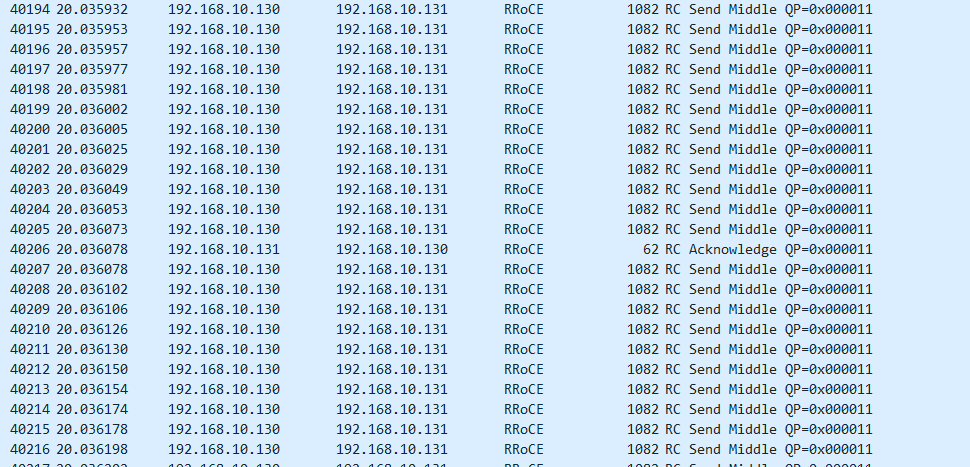 40194 20.035932 192.168.10.130 192.168.10.131 RRoCE 1082 RC Send Middle QP=0x000011
40195 20.035953 192.168.10.130 192.168.10.131 RRoCE 1082 RC Send Middle QP=0x000011
40196 20.035957 192.168.10.130 192.168.10.131 RRoCE 1082 RC Send Middle QP=0x000011
40197 20.035977 192.168.10.130 192.168.10.131 RRoCE 1082 RC Send Middle QP=0x000011
40198 20.035981 192.168.10.130 192.168.10.131 RRoCE 1082 RC Send Middle QP=0x000011
40199 20.036002 192.168.10.130 192.168.10.131 RRoCE 1082 RC Send Middle QP=0x000011
40200 20.036005 192.168.10.130 192.168.10.131 RRoCE 1082 RC Send Middle QP=0x000011
40201 20.036025 192.168.10.130 192.168.10.131 RRoCE 1082 RC Send Middle QP=0x000011
40202 20.036029 192.168.10.130 192.168.10.131 RRoCE 1082 RC Send Middle QP=0x000011
40203 20.036049 192.168.10.130 192.168.10.131 RRoCE 1082 RC Send Middle QP=0x000011
40204 20.036053 192.168.10.130 192.168.10.131 RRoCE 1082 RC Send Middle QP=0x000011
40205 20.036073 192.168.10.130 192.168.10.131 RRoCE 1082 RC Send Middle QP=0x000011
40206 20.036078 192.168.10.131 192.168.10.130 RRoCE 62 RC Acknowledge QP=0x000011
40207 20.036078 192.168.10.130 192.168.10.131 RRoCE 1082 RC Send Middle QP=0x000011
40208 20.036102 192.168.10.130 192.168.10.131 RRoCE 1082 RC Send Middle QP=0x000011
40209 20.036106 192.168.10.130 192.168.10.131 RRoCE 1082 RC Send Middle QP=0x000011
40210 20.036126 192.168.10.130 192.168.10.131 RRoCE 1082 RC Send Middle QP=0x000011
40211 20.036130 192.168.10.130 192.168.10.131 RRoCE 1082 RC Send Middle QP=0x000011
40212 20.036150 192.168.10.130 192.168.10.131 RRoCE 1082 RC Send Middle QP=0x000011
40213 20.036154 192.168.10.130 192.168.10.131 RRoCE 1082 RC Send Middle QP=0x000011
40214 20.036174 192.168.10.130 192.168.10.131 RRoCE 1082 RC Send Middle QP=0x000011
40215 20.036178 192.168.10.130 192.168.10.131 RRoCE 1082 RC Send Middle QP=0x000011
40216 20.036198 192.168.10.130 192.168.10.131 RRoCE 1082 RC Send Middle QP=0x000011